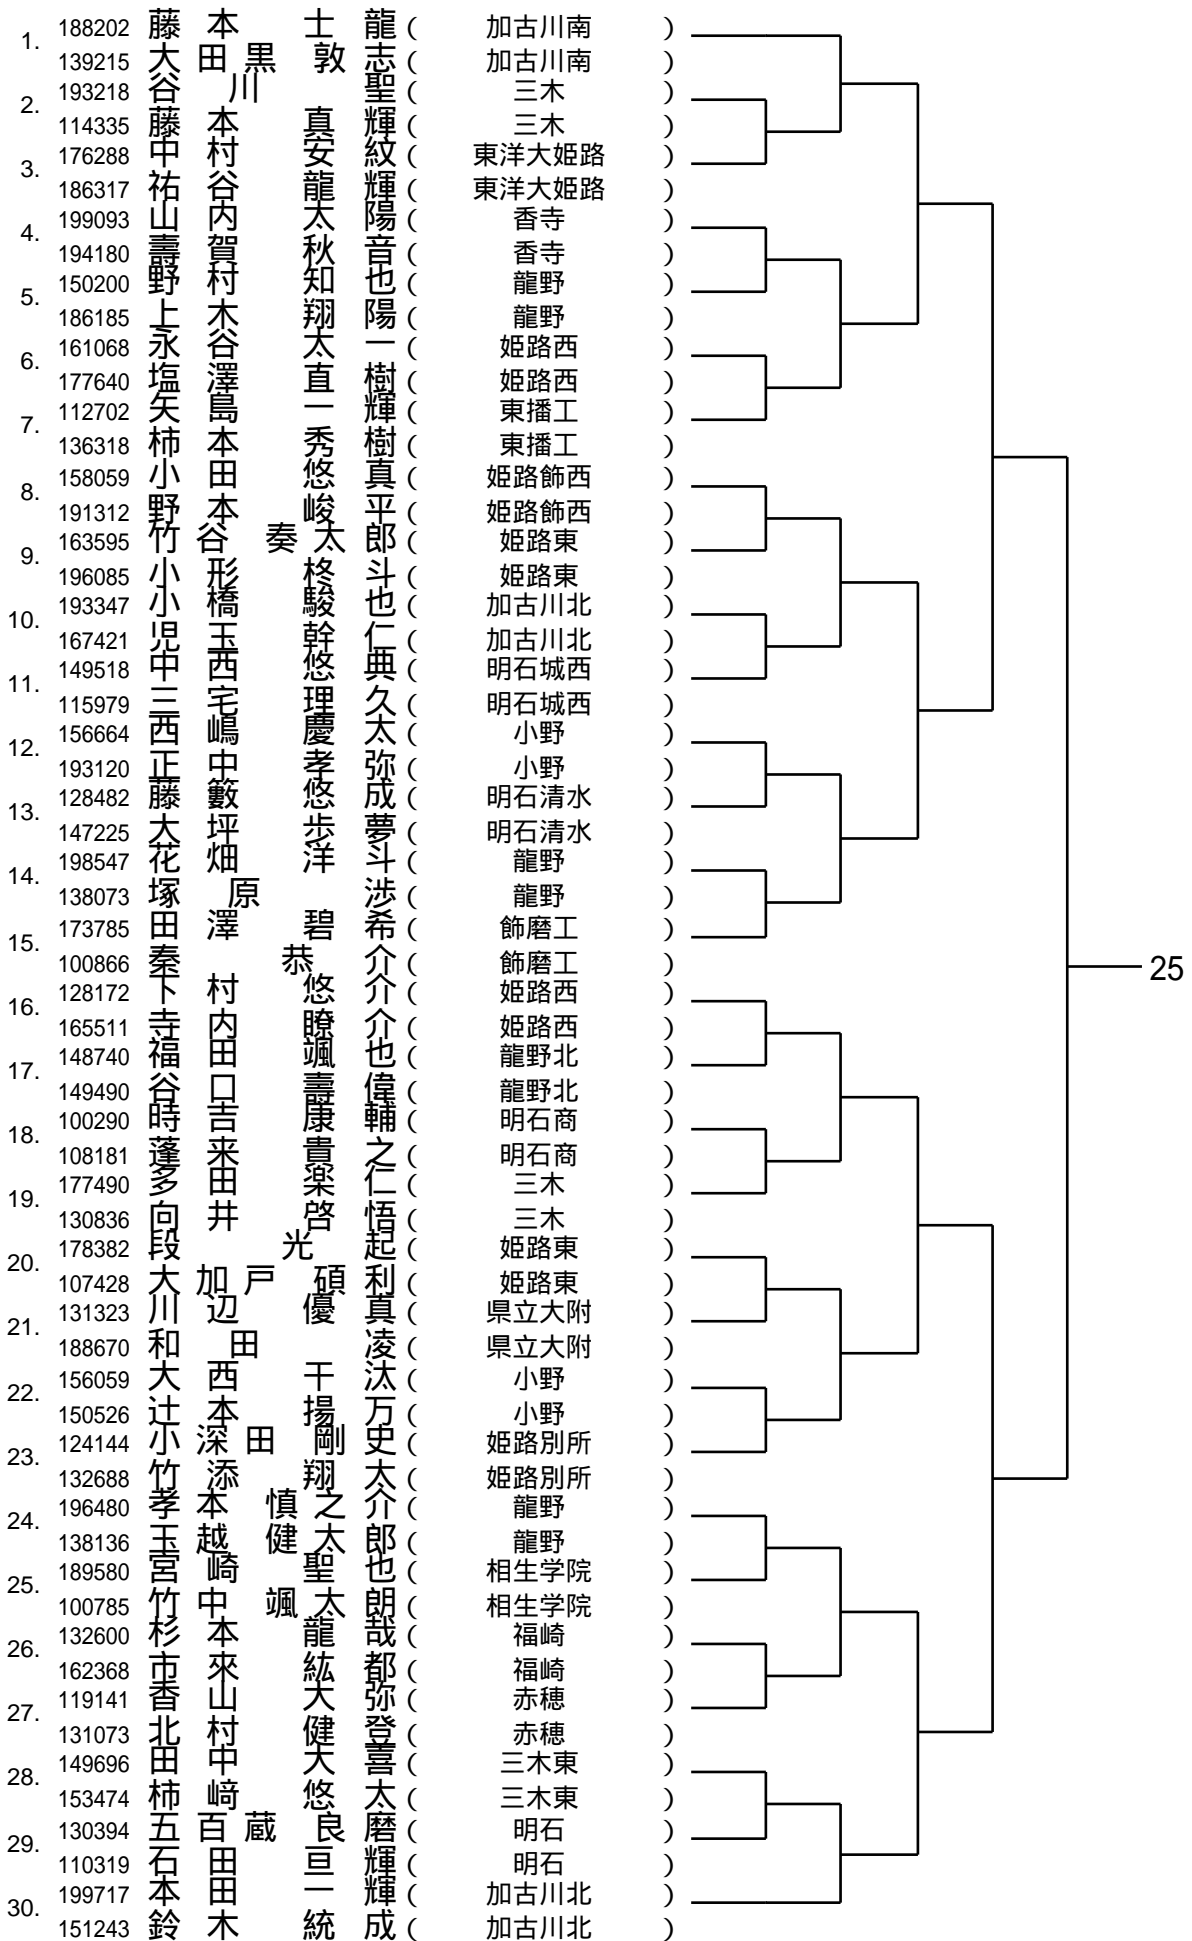 1. 188202 藤本 士龍 ( 加古川南 )
139215 大田黒 敦志 ( 加古川南 )
2. 193218 谷川 聖 ( 三木 )
114335 藤本 真輝 ( 三木 )
3. 176288 中村 安紋 ( 東洋大姫路 )
186317 祐谷 龍輝 ( 東洋大姫路 )
4. 199093 山内 太陽 ( 香寺 )
194180 壽賀 秋音 ( 香寺 )
5. 150200 野村 知也 ( 龍野 )
186185 上木 翔陽 ( 龍野 )
6. 161068 永谷 太一 ( 姫路西 )
177640 塩澤 直樹 ( 姫路西 )
7. 112702 矢島 一輝 ( 東播工 )
136318 柿本 秀樹 ( 東播工 )
8. 158059 小田 悠真 ( 姫路飾西 )
191312 野本 峻平 ( 姫路飾西 )
9. 163595 竹谷 奏太郎 ( 姫路東 )
196085 小形 柊斗 ( 姫路東 )
10. 193347 小橋 駿也 ( 加古川北 )
167421 児玉 幹仁 ( 加古川北 )
11. 149518 中西 悠典 ( 明石城西 )
115979 三宅 理久 ( 明石城西 )
12. 156664 西嶋 慶太 ( 小野 )
193120 正中 孝弥 ( 小野 )
13. 128482 藤籔 悠成 ( 明石清水 )
147225 大坪 歩夢 ( 明石清水 )
14. 198547 花畑 洋斗 ( 龍野 )
138073 塚原 渉 ( 龍野 )
15. 173785 田澤 碧希 ( 飾磨工 )
100866 秦 恭介 ( 飾磨工 )
25
16. 128172 下村 悠介 ( 姫路西 )
165511 寺内 瞭介 ( 姫路西 )
17. 148740 福田 颯也 ( 龍野北 )
149490 谷口 壽偉 ( 龍野北 )
18. 100290 時吉 康輔 ( 明石商 )
108181 蓬来 貴之 ( 明石商 )
19. 177490 多田 楽仁 ( 三木 )
130836 向井 啓悟 ( 三木 )
20. 178382 段 光起 ( 姫路東 )
107428 大加戸 碩利 ( 姫路東 )
21. 131323 川辺 優真 ( 県立大附 )
188670 和田 凌 ( 県立大附 )
22. 156059 大西 干汰 ( 小野 )
150526 辻本 揚万 ( 小野 )
23. 124144 小深田 剛史 ( 姫路別所 )
132688 竹添 翔太 ( 姫路別所 )
24. 196480 孝本 慎之介 ( 龍野 )
138136 玉越 健太郎 ( 龍野 )
25. 189580 宮崎 聖也 ( 相生学院 )
100785 竹中 颯太朗 ( 相生学院 )
26. 132600 杉本 龍哉 ( 福崎 )
162368 市來 紘都 ( 福崎 )
27. 119141 香山 大弥 ( 赤穂 )
131073 北村 健登 ( 赤穂 )
28. 149696 田中 大喜 ( 三木東 )
153474 柿﨑 悠太 ( 三木東 )
29. 130394 五百蔵 良磨 ( 明石 )
110319 石田 亘輝 ( 明石 )
30. 199717 本田 一輝 ( 加古川北 )
151243 鈴木 統成 ( 加古川北 )